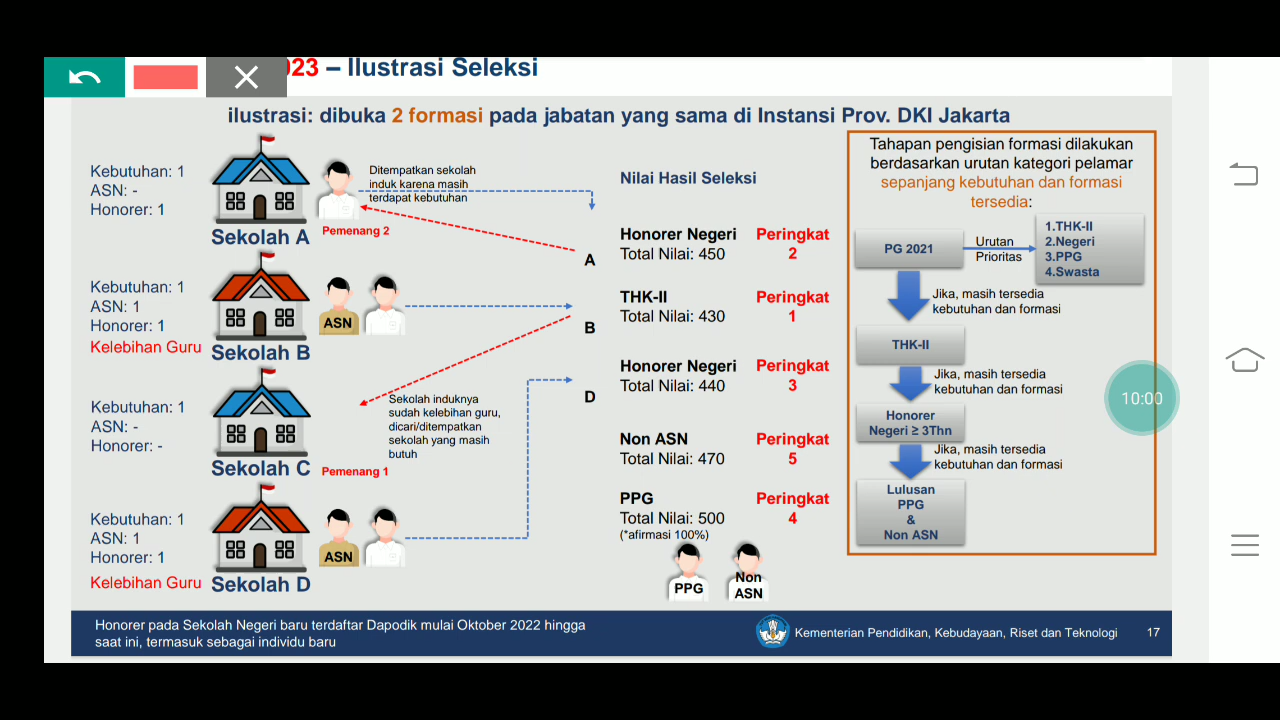 023 – Ilustrasi Seleksi
ilustrasi: dibuka 2 formasi pada jabatan yang sama di Instansi Prov. DKI Jakarta
Kebutuhan: 1
ASN: -
Honorer: 1
Sekolah A
Ditempatkan sekolah
induk karena masih
terdapat kebutuhan
Pemenang 2
Kebutuhan: 1
ASN: 1
Honorer: 1
Kelebihan Guru
Sekolah B
ASN
Kebutuhan: 1
ASN: -
Honorer: -
Sekolah C
Sekolah induknya
sudah kelebihan guru,
dicari/ditempatkan
sekolah yang masih
butuh
Pemenang 1
Kebutuhan: 1
ASN: 1
Honorer: 1
Kelebihan Guru
Sekolah D
ASN
Nilai Hasil Seleksi
A
Honorer Negeri
Total Nilai: 450
Peringkat
2
B
THK-II
Total Nilai: 430
Peringkat
1
D
Honorer Negeri
Total Nilai: 440
Peringkat
3
Non ASN
Total Nilai: 470
Peringkat
5
PPG
Total Nilai: 500
(*afirmasi 100%)
Peringkat
4
PPG
Non
ASN
Tahapan pengisian formasi dilakukan
berdasarkan urutan kategori pelamar
sepanjang kebutuhan dan formasi
tersedia:
PG 2021
Urutan
Prioritas
1.THK-II
2.Negeri
3.PPG
4.Swasta
Jika, masih tersedia
kebutuhan dan formasi
THK-II
Jika, masih tersedia
kebutuhan dan formasi
Honorer
Negeri ≥ 3Thn
Jika, masih tersedia
kebutuhan dan formasi
Lulusan
PPG
&
Non ASN
10:00
Honorer pada Sekolah Negeri baru terdaftar Dapodik mulai Oktober 2022 hingga
saat ini, termasuk sebagai individu baru
Kementerian Pendidikan, Kebudayaan, Riset dan Teknologi
17